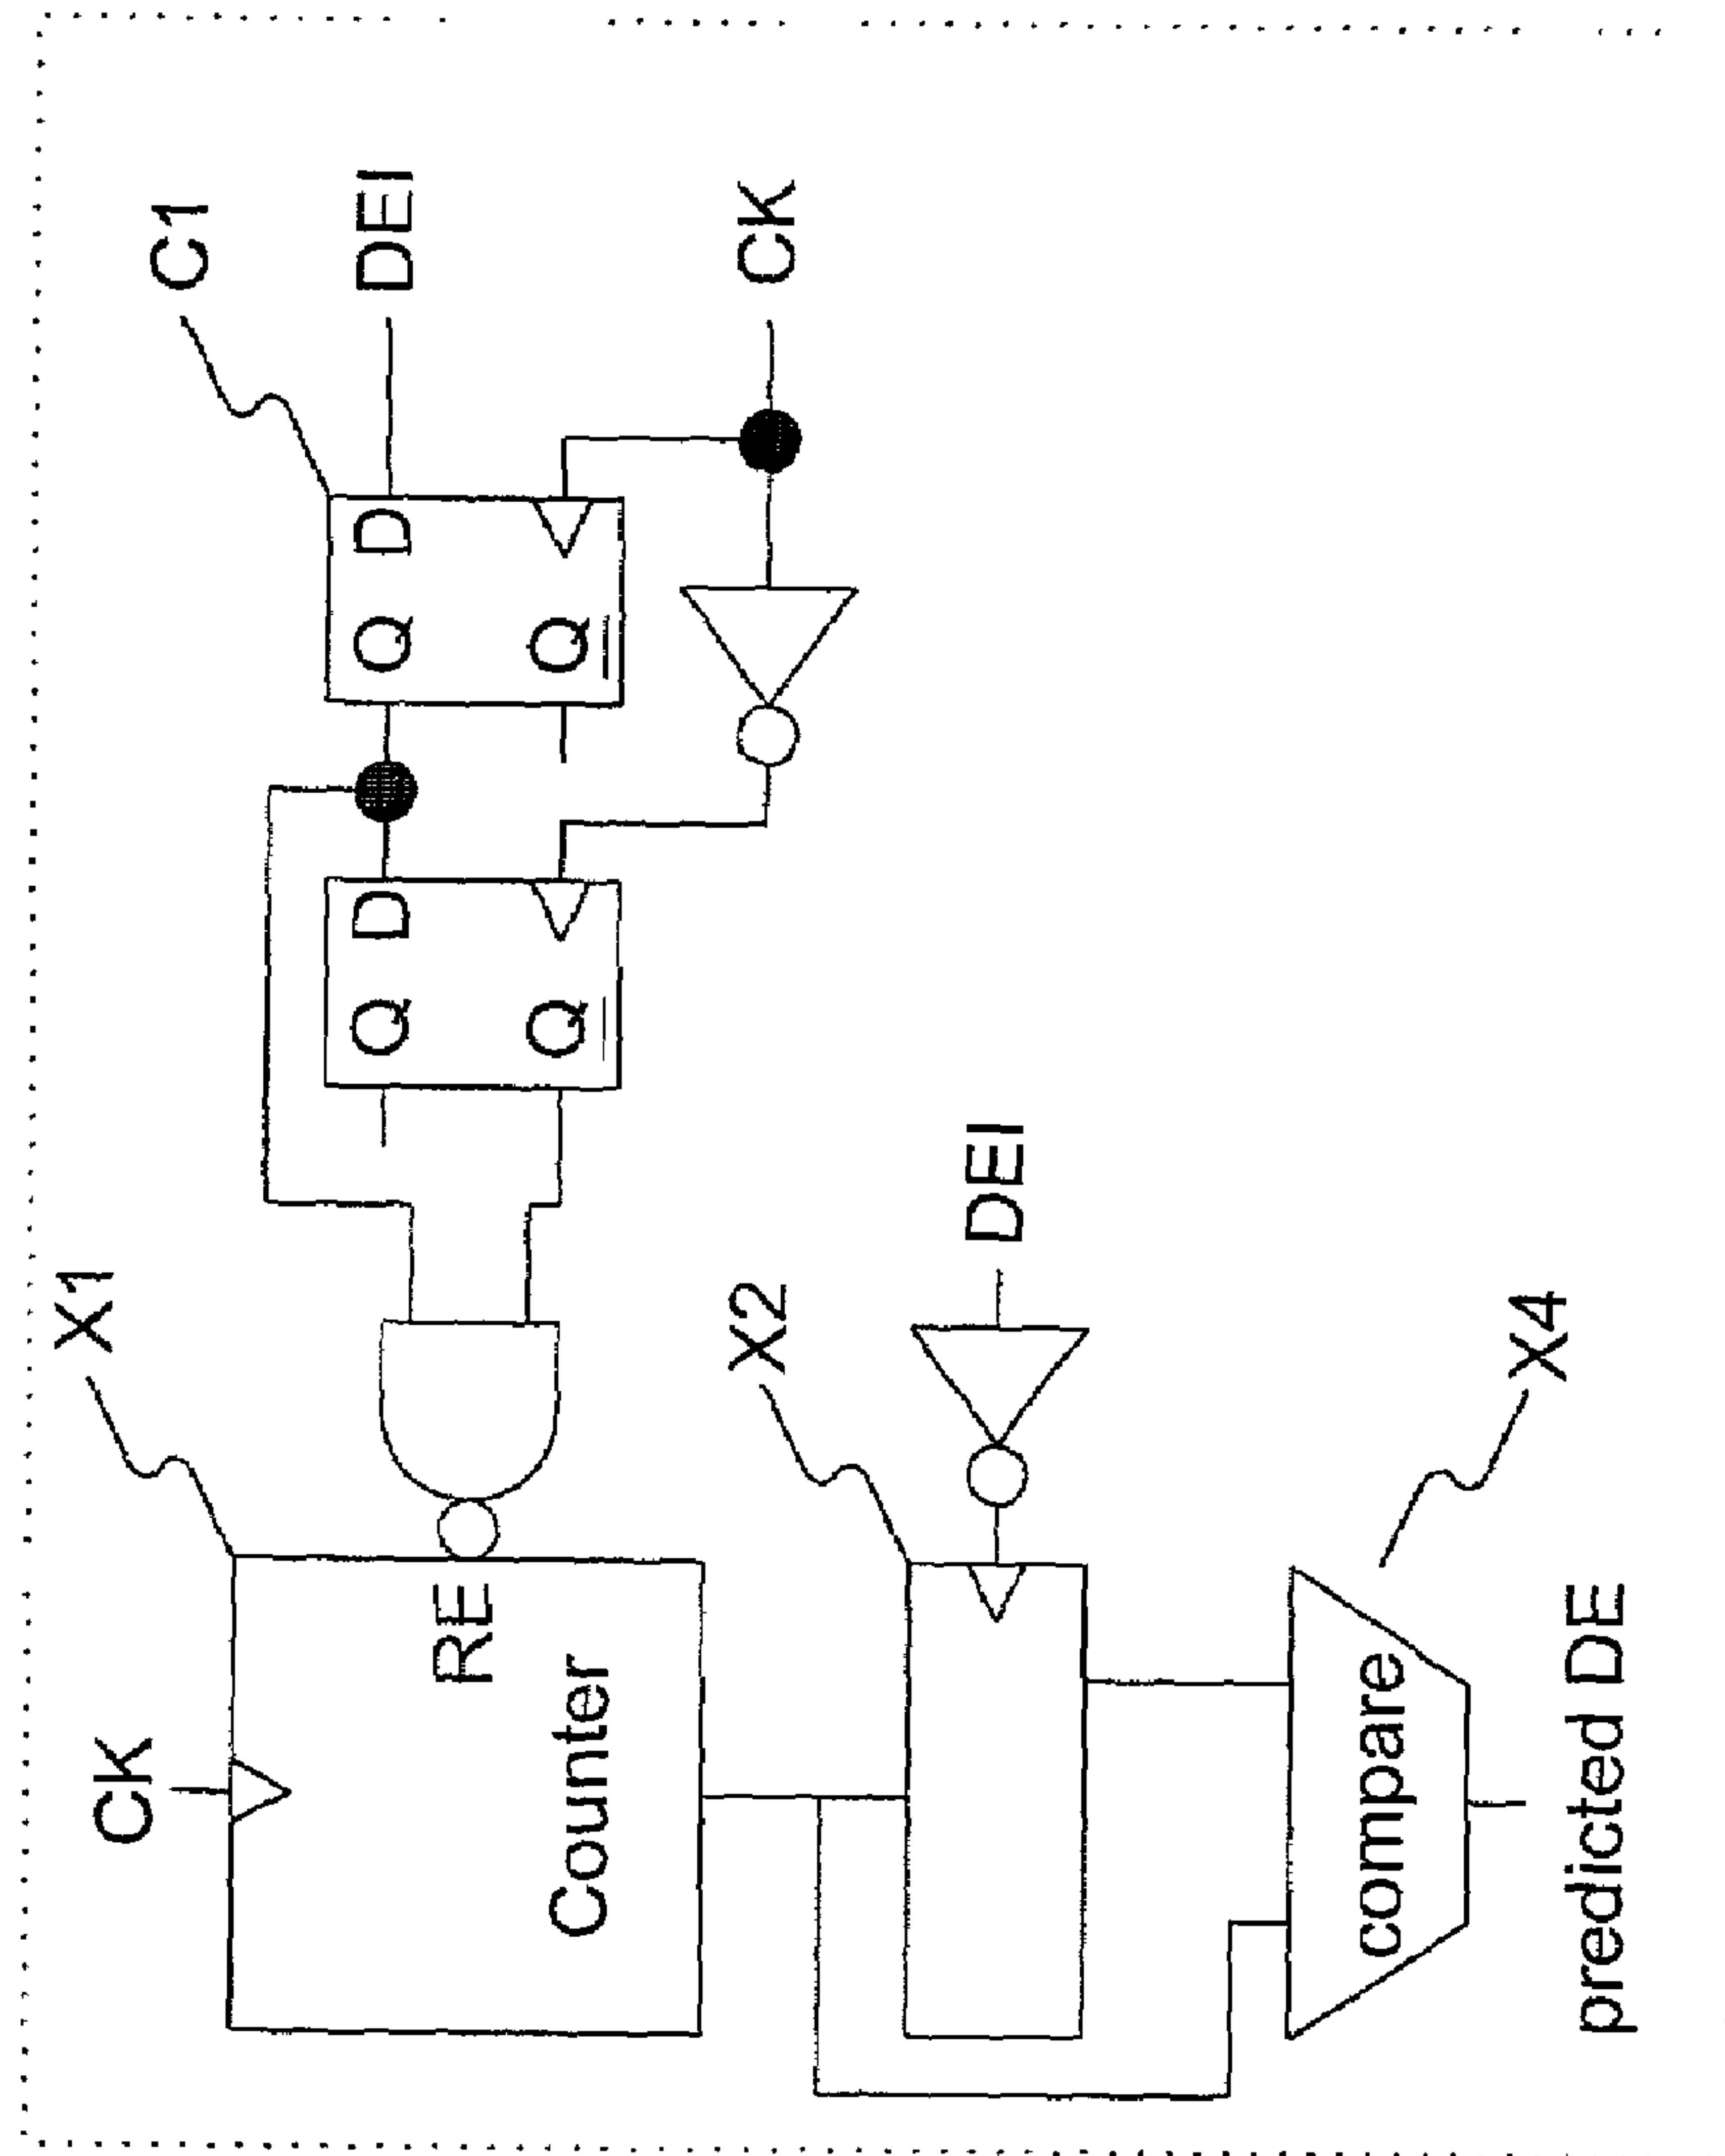 C1
DEI
CK
Q D
Q
Q D
Q
X1
CK
RE
Counter
X2
DEI
X4
compare
predicted DE